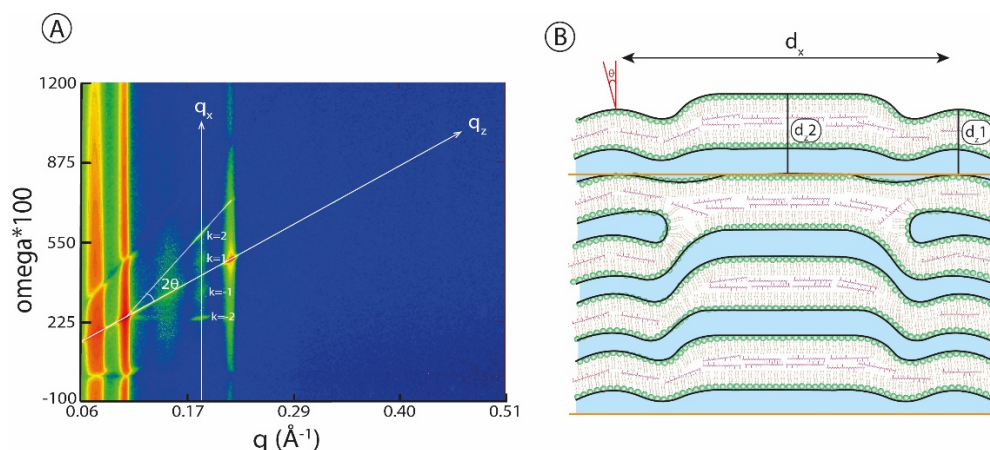 A
omega*100
1200
875
550
225
-100
q_x
q_z
k=2
k=1
k=-1
k=-2
2θ
0.06
0.17
0.29
0.40
0.51
q (Å⁻¹)
B
d_x
θ
d_z2
d_z1